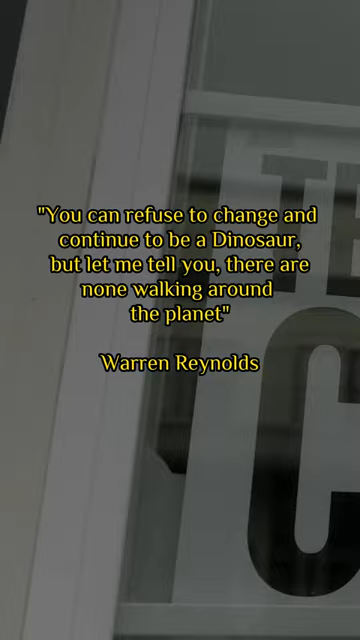 "You can refuse to change and
continue to be a Dinosaur,
but let me tell you, there are
none walking around
the planet"
Warren Reynolds